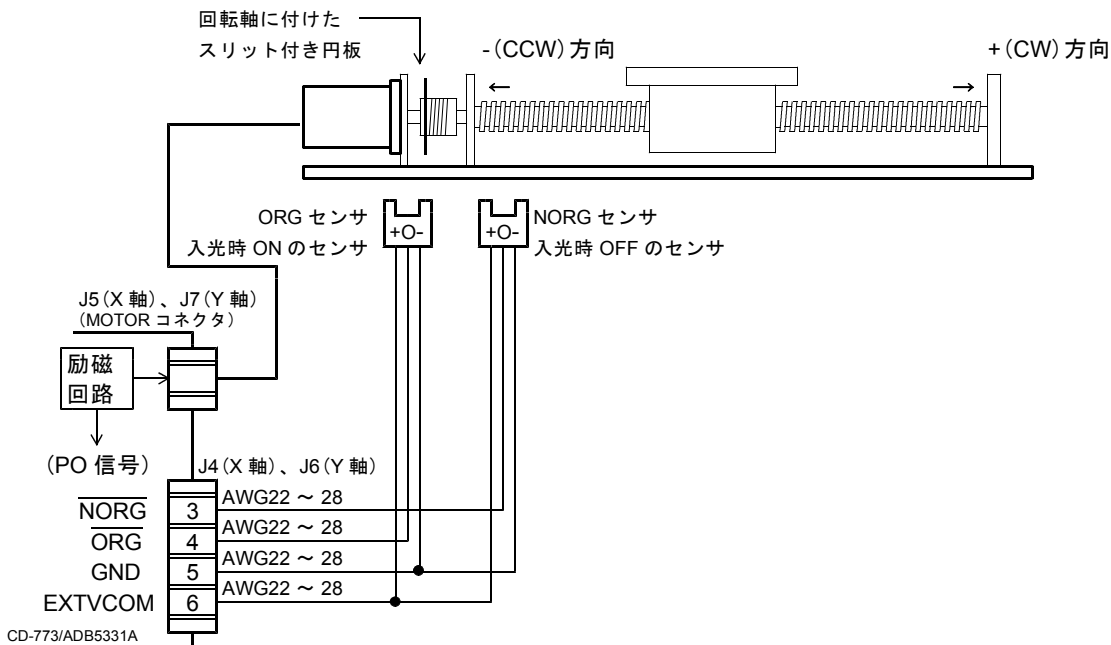 回転軸に付けた
スリット付き円板
-(CCW)方向
+(CW)方向
ORG センサ
入光時 ON のセンサ
+O-
+O-
NORG センサ
入光時 OFF のセンサ
J5(X 軸)、J7(Y 軸)
(MOTOR コネクタ)
励磁
回路
(PO 信号)
J4(X 軸)、J6(Y 軸)
NORG 3 AWG22 ～ 28
ORG 4 AWG22 ～ 28
GND 5 AWG22 ～ 28
EXTVCOM 6 AWG22 ～ 28
CD-773/ADB5331A